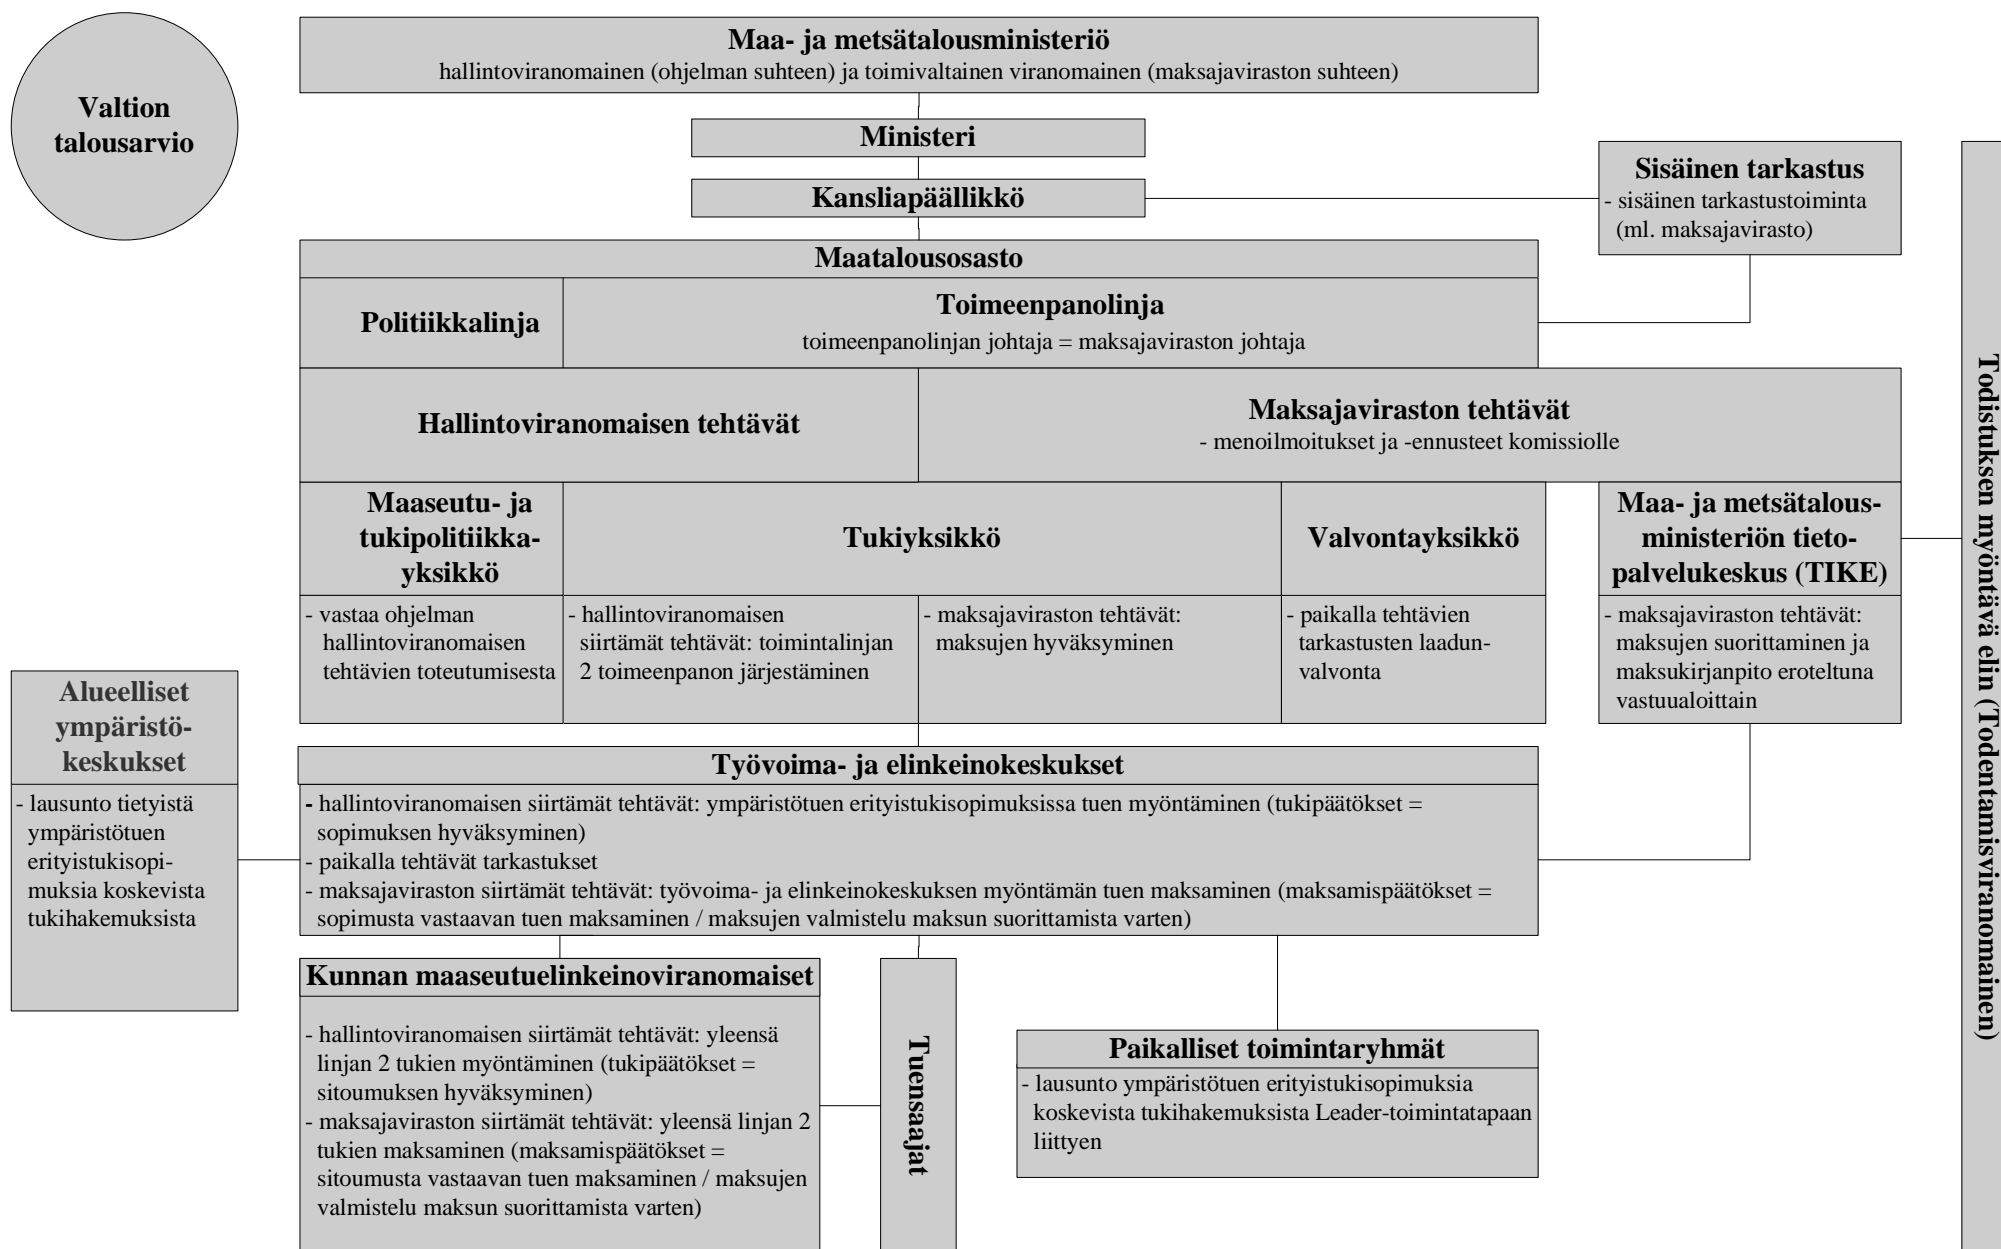 Valtion
talousarvio
Maa- ja metsätalousministeriö
hallintoviranomainen (ohjelman suhteen) ja toimivaltainen viranomainen (maksajaviraston suhteen)
Ministeri
Kansliapäällikkö
Sisäinen tarkastus
- sisäinen tarkastustoiminta
(ml. maksajavirasto)
Maatalousosasto
Politiikkalinja
Toimeenpanolinja
toimeenpanolinjan johtaja = maksajaviraston johtaja
Hallintoviranomaisen tehtävät
Maksajaviraston tehtävät
- menoilmoitukset ja -ennusteet komissiolle
Maaseutu- ja
tukipolitiikka-
yksikkö
Tukiyksikkö
Valvontayksikkö
Maa- ja metsätalous-
ministeriön tieto-
palvelukeskus (TIKE)
- vastaa ohjelman
hallintoviranomaisen
tehtävien toteutumisesta
- hallintoviranomaisen
siirtämät tehtävät: toimintalinjan
2 toimeenpanon järjestäminen
- maksajaviraston tehtävät:
maksujen hyväksyminen
- paikalla tehtävien
tarkastusten laadun-
valvonta
- maksajaviraston tehtävät:
maksujen suorittaminen ja
maksukirjanpito eroteltuna
vastuualoittain
Todistuksen myöntävä elin (Todentamisviranomainen)
Alueelliset
ympäristö-
keskukset
- lausunto tietyistä
ympäristötuen
erityistukisopi-
muksia koskevista
tukihakemuksista
Työvoima- ja elinkeinokeskukset
- hallintoviranomaisen siirtämät tehtävät: ympäristötuen erityistukisopimuksissa tuen myöntäminen (tukipäätökset =
sopimuksen hyväksyminen)
- paikalla tehtävät tarkastukset
- maksajaviraston siirtämät tehtävät: työvoima- ja elinkeinokeskuksen myöntämän tuen maksaminen (maksamispäätökset =
sopimusta vastaavan tuen maksaminen / maksujen valmistelu maksun suorittamista varten)
Kunnan maaseutuelinkeinoviranomaiset
- hallintoviranomaisen siirtämät tehtävät: yleensä
linjan 2 tukien myöntäminen (tukipäätökset =
sitoumuksen hyväksyminen)
- maksajaviraston siirtämät tehtävät: yleensä linjan 2
tukien maksaminen (maksamispäätökset =
sitoumusta vastaavan tuen maksaminen / maksujen
valmistelu maksun suorittamista varten)
Tuensaajat
Paikalliset toimintaryhmät
- lausunto ympäristötuen erityistukisopimuksia
koskevista tukihakemuksista Leader-toimintatapaan
liittyen